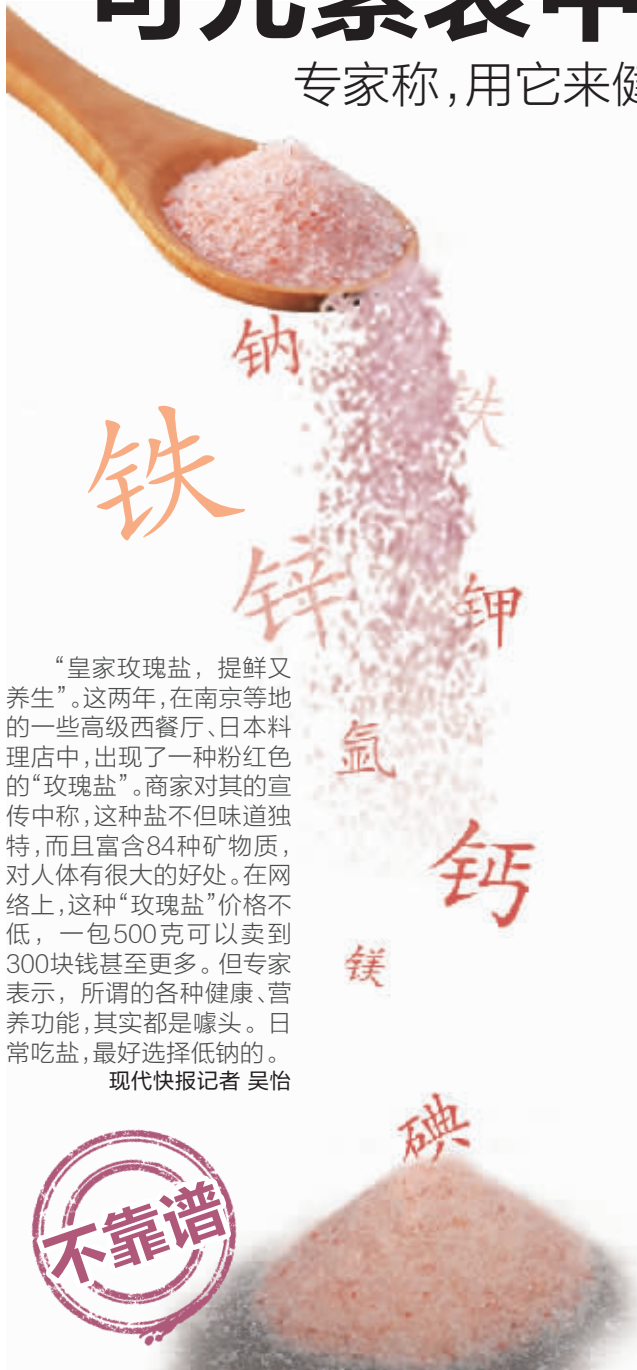 可元素表中
专家称，用它来健
钠
铁
铁
锌
钾
氩
钙
镁
碘
“皇家玫瑰盐，提鲜又
养生”。这两年，在南京等地
的一些高级西餐厅、日本料
理店中，出现了一种粉红色
的“玫瑰盐”。商家对其的宣
传中称，这种盐不但味道独
特，而且富含84种矿物质，
对人体有很大的好处。在网
络上，这种“玫瑰盐”价格不
低，一包500克可以卖到
300块钱甚至更多。但专家
表示，所谓的各种健康、营
养功能，其实都是噱头。日
常吃盐，最好选择低钠的。
现代快报记者 吴怡
不靠谱